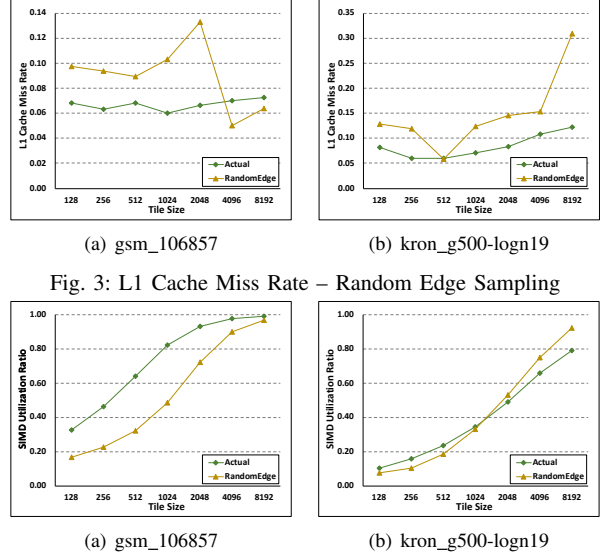 0.14
0.12
0.10
0.08
0.06
0.04
0.02
0.00
L1 Cache Miss Rate
128 256 512 1024 2048 4096 8192
Tile Size
Actual
RandomEdge
0.35
0.30
0.25
0.20
0.15
0.10
0.05
0.00
L1 Cache Miss Rate
128 256 512 1024 2048 4096 8192
Tile Size
Actual
RandomEdge
(a) gsm_106857
(b) kron_g500-logn19
Fig. 3: L1 Cache Miss Rate – Random Edge Sampling
1.00
0.80
0.60
0.40
0.20
0.00
SIMD Utilization Ratio
128 256 512 1024 2048 4096 8192
Tile Size
Actual
RandomEdge
1.00
0.80
0.60
0.40
0.20
0.00
SIMD Utilization Ratio
128 256 512 1024 2048 4096 8192
Tile Size
Actual
RandomEdge
(a) gsm_106857
(b) kron_g500-logn19